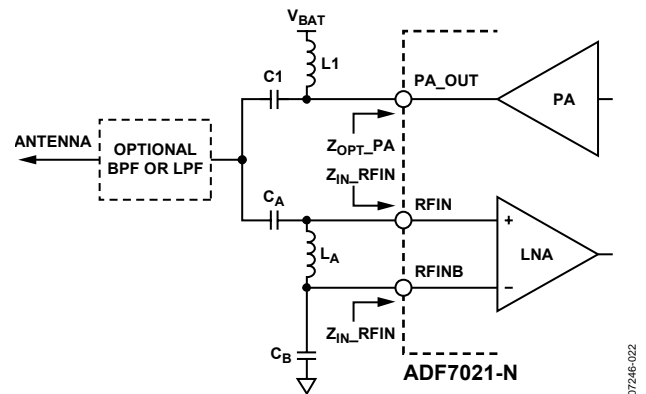 VBAT
L1
C1
PA_OUT
PA
ANTENNA
OPTIONAL
BPF OR LPF
ZOPT_PA
ZIN_RFIN
CA
RFIN
+
LA
LNA
RFINB
−
ZIN_RFIN
CB
ADF7021-N
07246-022